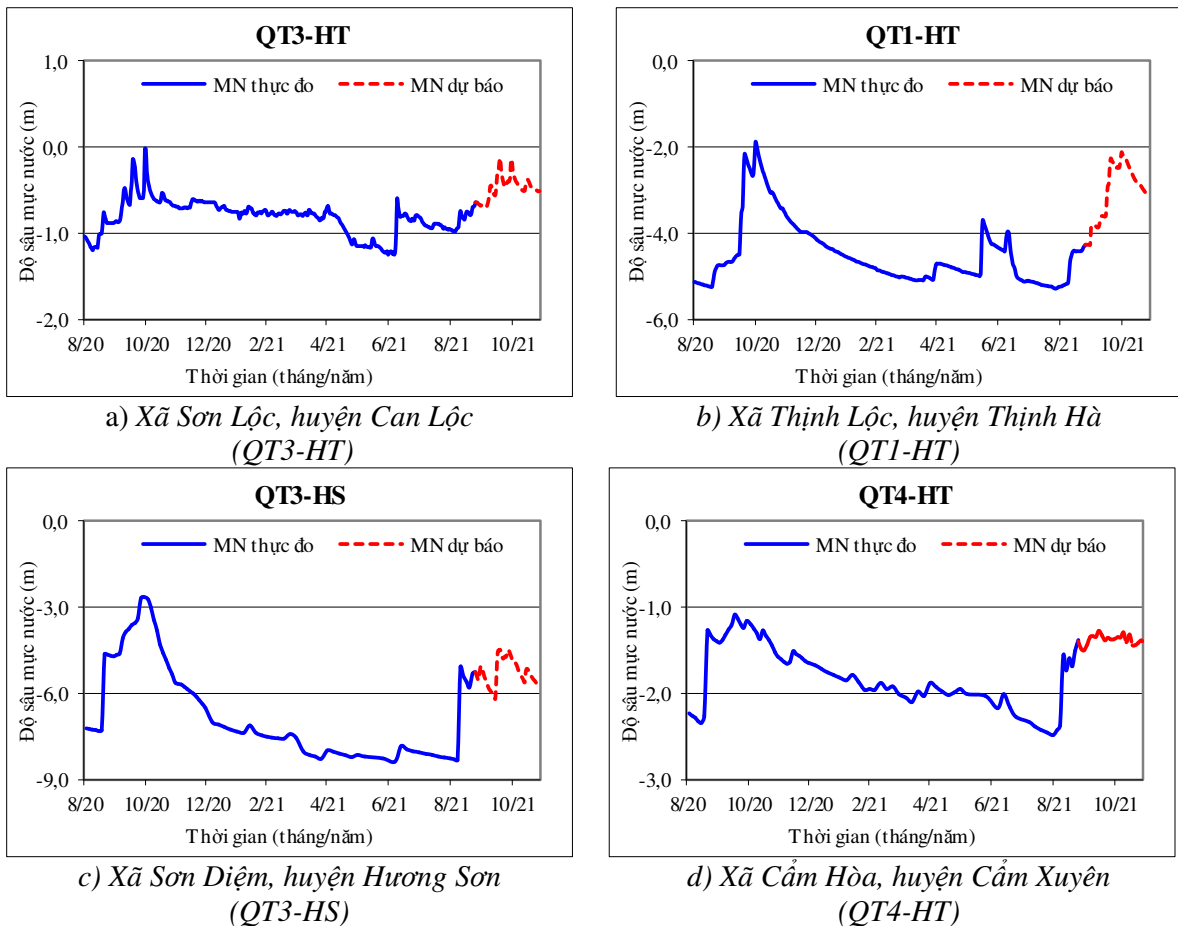 QT3-HT
1,0
0,0
-1,0
-2,0
Độ sâu mực nước (m)
MN thực đo
MN dự báo
8/20 10/20 12/20 2/21 4/21 6/21 8/21 10/21
Thời gian (tháng/năm)
a) Xã Sơn Lộc, huyện Can Lộc
(QT3-HT)
QT1-HT
0,0
-2,0
-4,0
-6,0
Độ sâu mực nước (m)
MN thực đo
MN dự báo
8/20 10/20 12/20 2/21 4/21 6/21 8/21 10/21
Thời gian (tháng/năm)
b) Xã Thịnh Lộc, huyện Thịnh Hà
(QT1-HT)
QT3-HS
0,0
-3,0
-6,0
-9,0
Độ sâu mực nước (m)
MN thực đo
MN dự báo
8/20 10/20 12/20 2/21 4/21 6/21 8/21 10/21
Thời gian (tháng/năm)
c) Xã Sơn Diệm, huyện Hương Sơn
(QT3-HS)
QT4-HT
0,0
-1,0
-2,0
-3,0
Độ sâu mực nước (m)
MN thực đo
MN dự báo
8/20 10/20 12/20 2/21 4/21 6/21 8/21 10/21
Thời gian (tháng/năm)
d) Xã Cẩm Hòa, huyện Cẩm Xuyên
(QT4-HT)